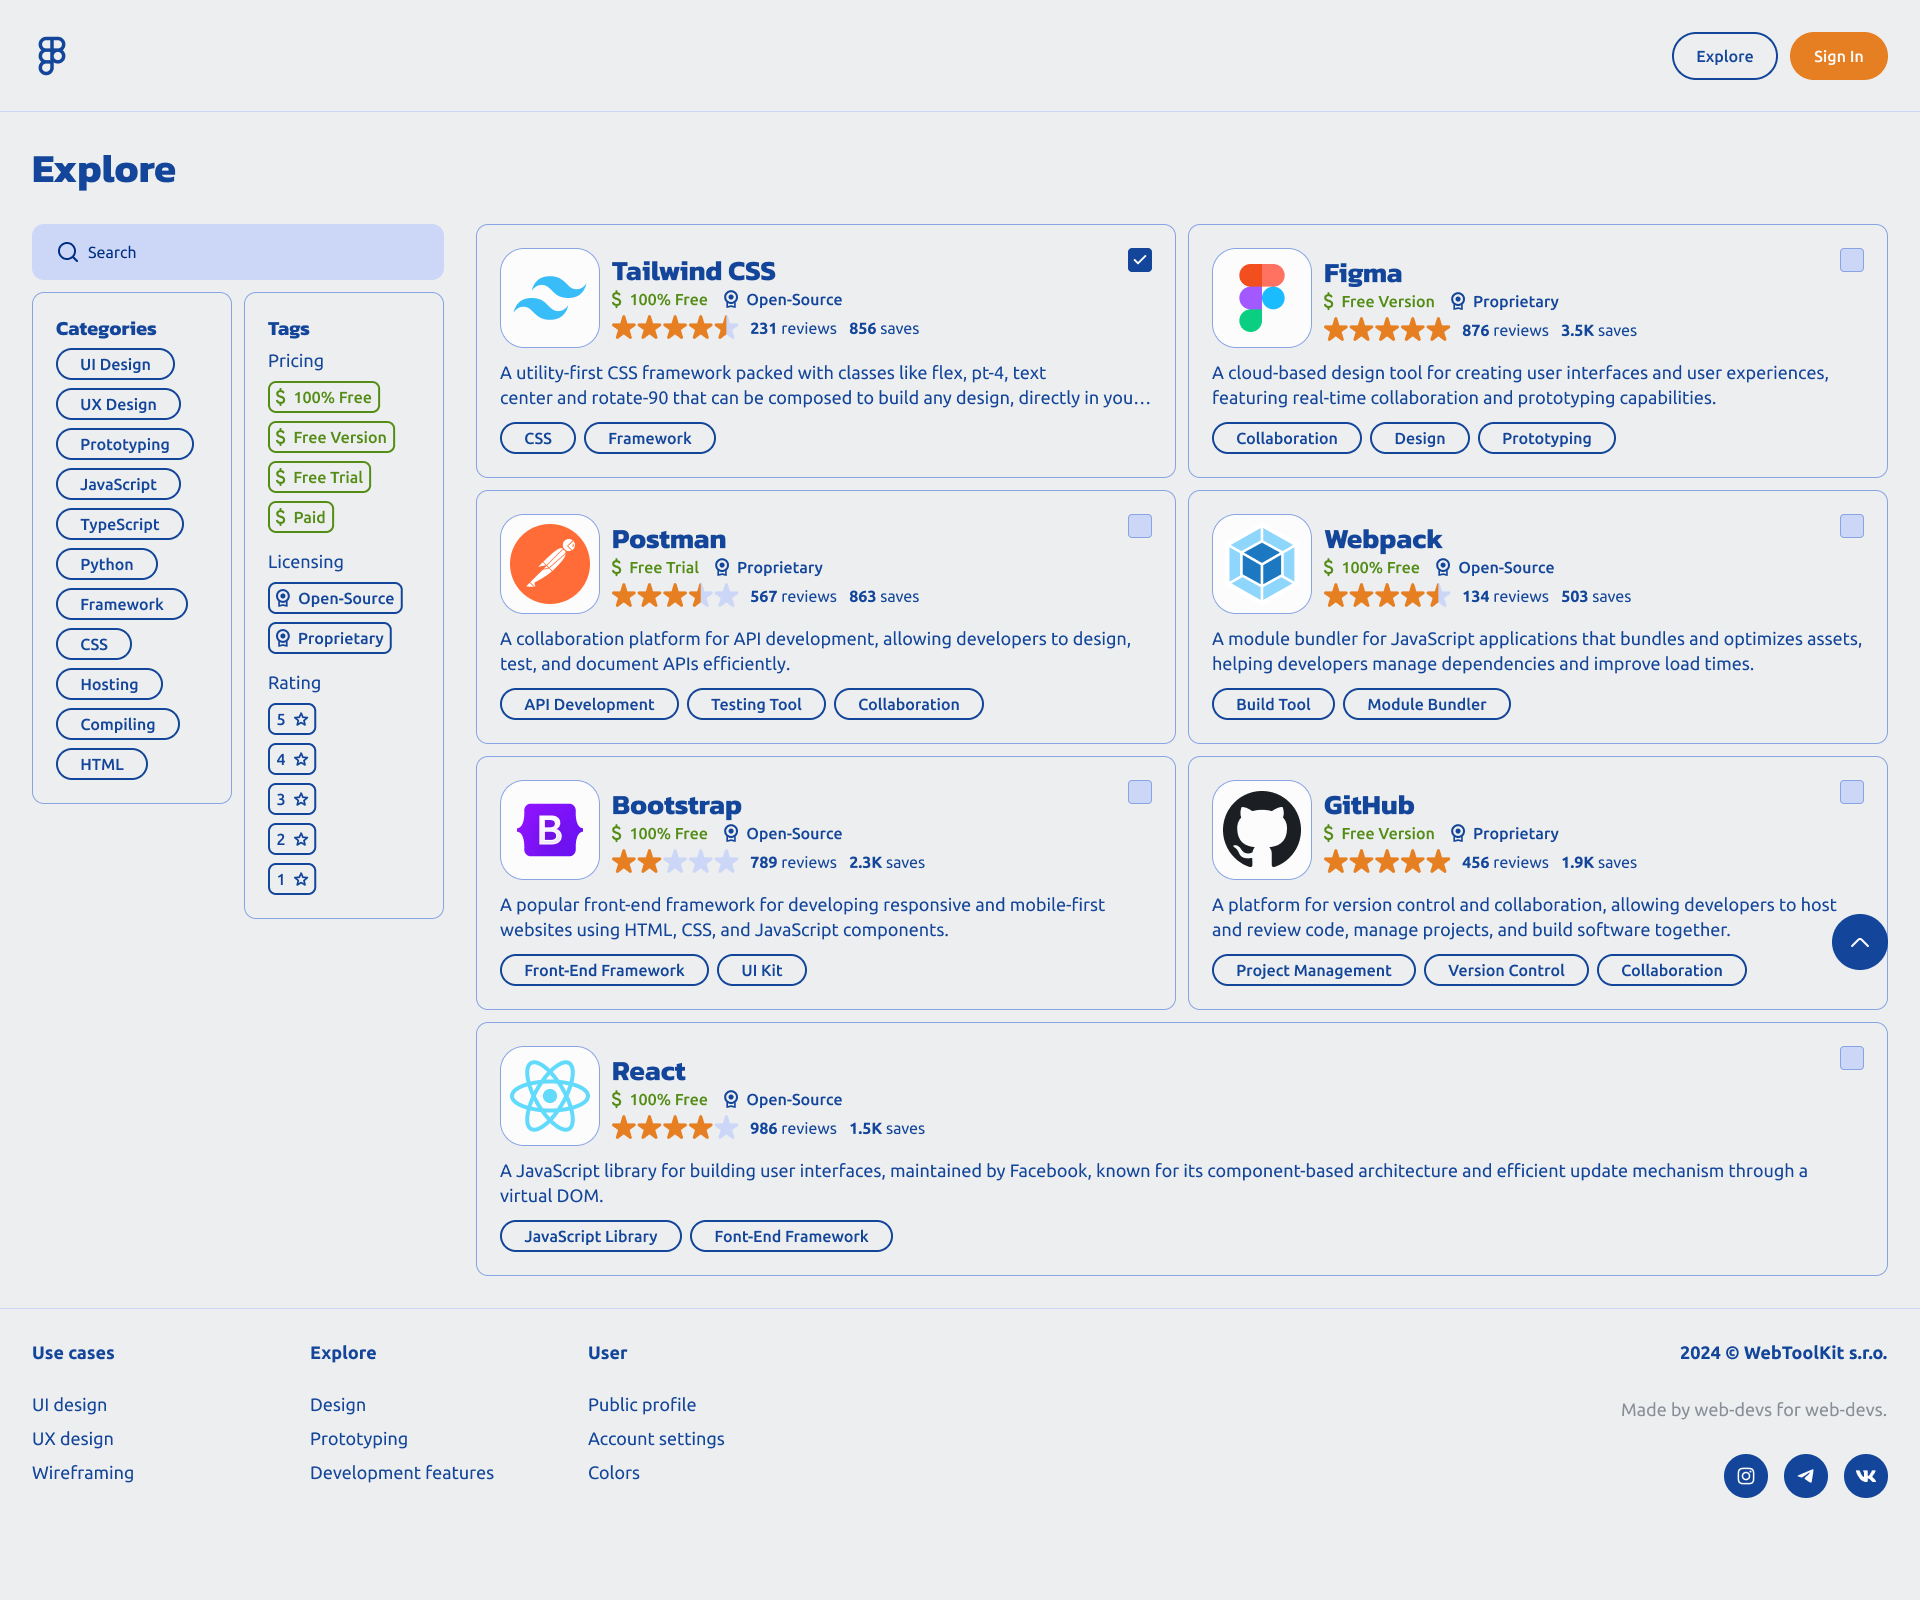 Explore
Sign In
Explore
Search
Categories
UI Design
UX Design
Prototyping
JavaScript
TypeScript
Python
Framework
CSS
Hosting
Compiling
HTML
Tags
Pricing
$ 100% Free
$ Free Version
$ Free Trial
$ Paid
Licensing
Open-Source
Proprietary
Rating
5
4
3
2
1
Tailwind CSS
$ 100% Free Open-Source
231 reviews 856 saves
A utility-first CSS framework packed with classes like flex, pt-4, text
center and rotate-90 that can be composed to build any design, directly in you...
CSS Framework
Figma
$ Free Version Proprietary
876 reviews 3.5K saves
A cloud-based design tool for creating user interfaces and user experiences,
featuring real-time collaboration and prototyping capabilities.
Collaboration Design Prototyping
Postman
$ Free Trial Proprietary
567 reviews 863 saves
A collaboration platform for API development, allowing developers to design,
test, and document APIs efficiently.
API Development Testing Tool Collaboration
Webpack
$ 100% Free Open-Source
134 reviews 503 saves
A module bundler for JavaScript applications that bundles and optimizes assets,
helping developers manage dependencies and improve load times.
Build Tool Module Bundler
B
Bootstrap
$ 100% Free Open-Source
789 reviews 2.3K saves
A popular front-end framework for developing responsive and mobile-first
websites using HTML, CSS, and JavaScript components.
Front-End Framework UI Kit
GitHub
$ Free Version Proprietary
456 reviews 1.9K saves
A platform for version control and collaboration, allowing developers to host
and review code, manage projects, and build software together.
Project Management Version Control Collaboration
React
$ 100% Free Open-Source
986 reviews 1.5K saves
A JavaScript library for building user interfaces, maintained by Facebook, known for its component-based architecture and efficient update mechanism through a
virtual DOM.
JavaScript Library Font-End Framework
Use cases
UI design
UX design
Wireframing
Explore
Design
Prototyping
Development features
User
Public profile
Account settings
Colors
2024 © WebToolKit s.r.o.
Made by web-devs for web-devs.